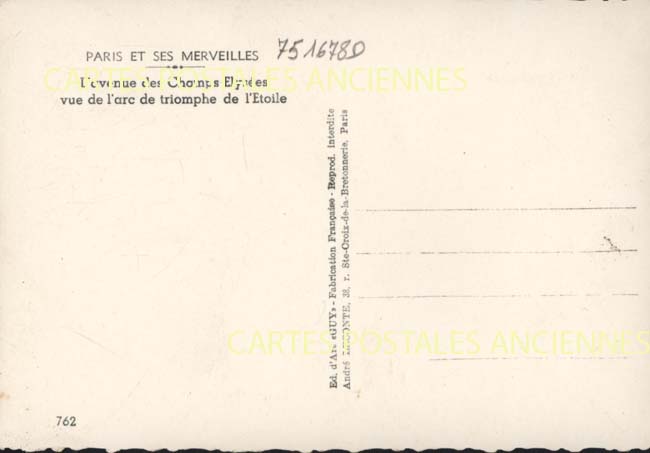 PARIS ET SES MERVEILLES
7516780
CARTES POSTALES ANCIENNES
L'avenue des Champs Elysées
vue de l'arc de triomphe de l'Etoile
Ed. d'Art "GUY" - Fabrication Française - Reprod. interdite
André LECONTE, 38, r. Ste-Croix-de-la-Bretonnerie, Paris
CARTES POSTALES ANCIENNES
762